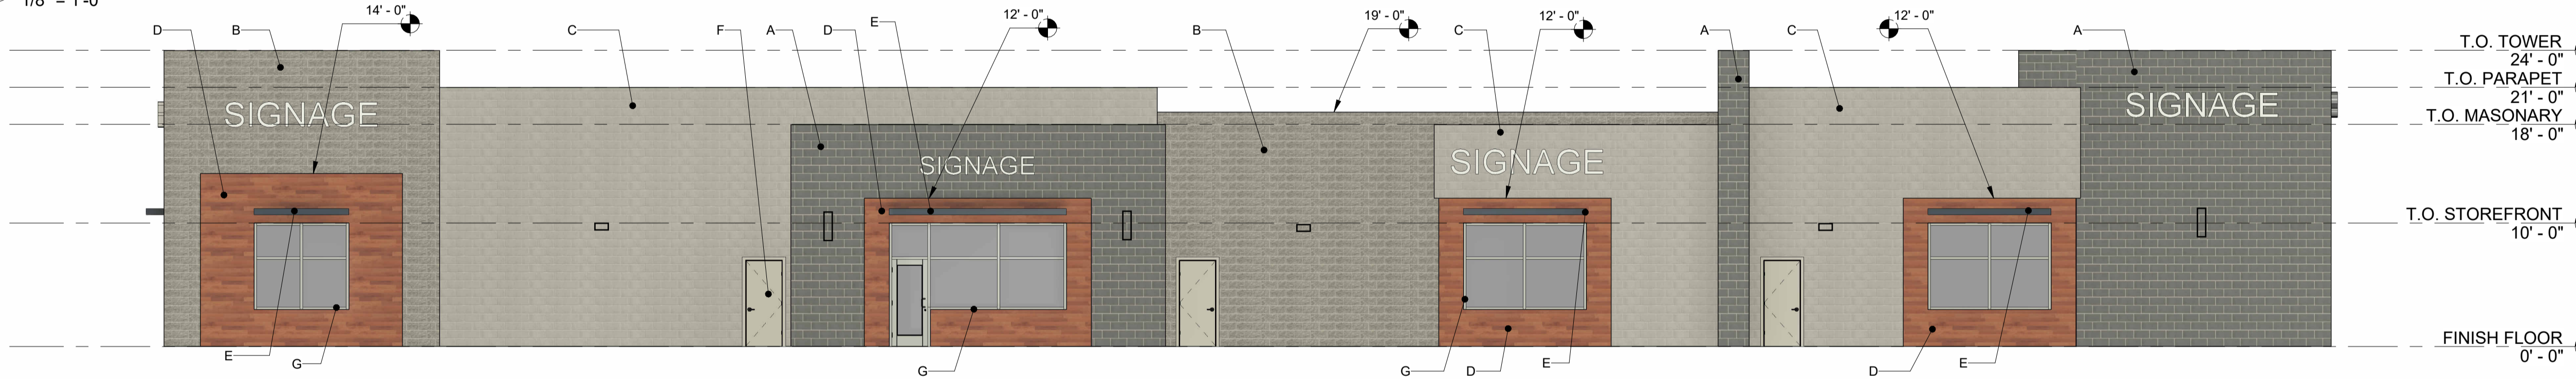 1/8" = 1'-0"
14' - 0"
12' - 0"
19' - 0"
12' - 0"
12' - 0"
D
B
C
F
A
D
E
B
C
A
C
A
T.O. TOWER
24' - 0"
T.O. PARAPET
21' - 0"
T.O. MASONARY
18' - 0"
SIGNAGE
SIGNAGE
SIGNAGE
SIGNAGE
T.O. STOREFRONT
10' - 0"
FINISH FLOOR
0' - 0"
E
G
G
G
D
E
D
E